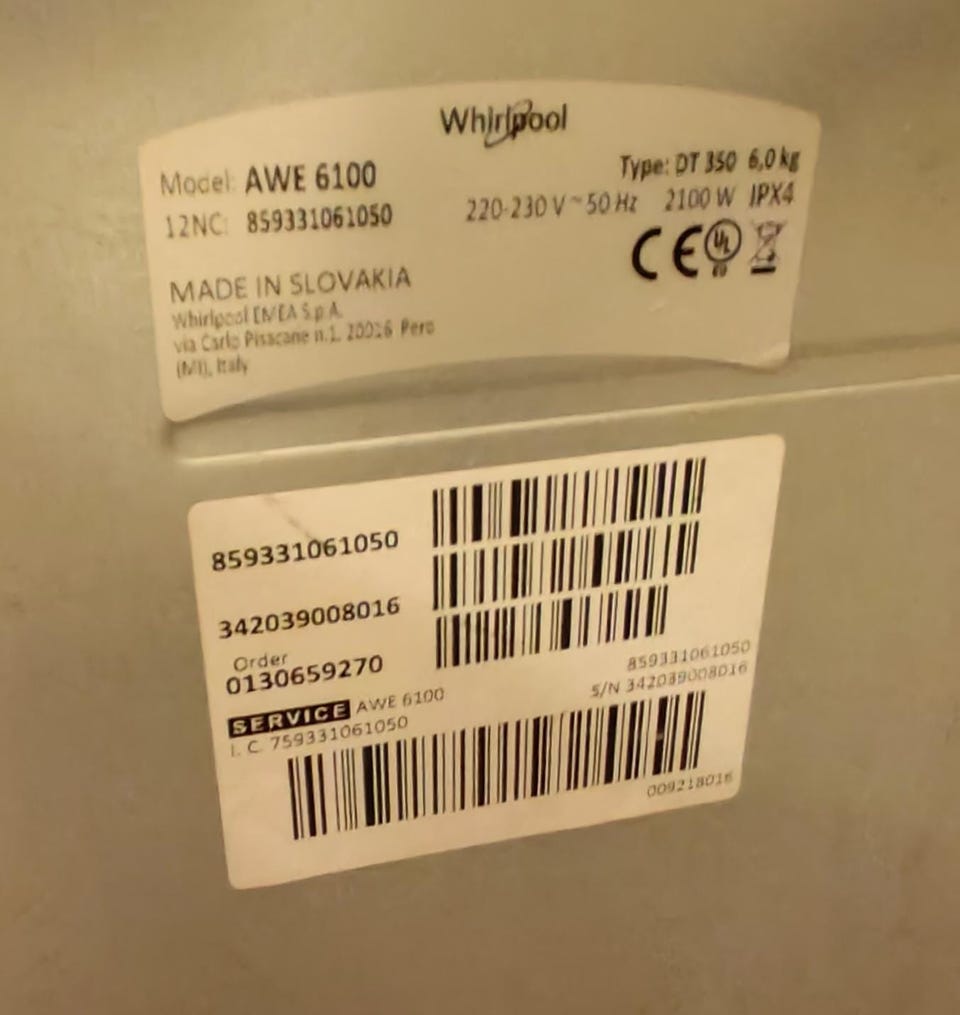 Whirlpool
Model: AWE 6100
Type: DT 350 6,0 kg
12NC: 859331061050
220-230 V ~ 50 Hz 2100 W IPX4
CE UL
MADE IN SLOVAKIA
Whirlpool EMEA S.p.A.
via Carlo Pisacane n.1, 20016 Pero
(MI), Italy
859331061050
342039008016
Order
0130659270
859331061050
S/N 342039008016
SERVICE AWE 6100
I. C. 759331061050
009218016